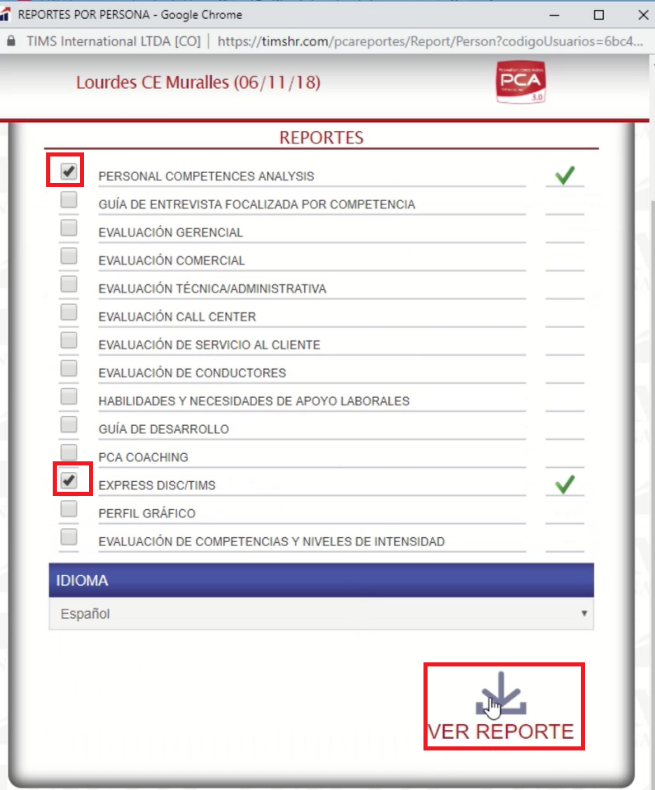 REPORTES POR PERSONA - Google Chrome
TIMS International LTDA [CO] | https://timshr.com/pcareportes/Report/Person?codigoUsuarios=6bc4...
Lourdes CE Muralles (06/11/18)
PCA
3.0
REPORTES
PERSONAL COMPETENCES ANALYSIS
GUÍA DE ENTREVISTA FOCALIZADA POR COMPETENCIA
EVALUACIÓN GERENCIAL
EVALUACIÓN COMERCIAL
EVALUACIÓN TÉCNICA/ADMINISTRATIVA
EVALUACIÓN CALL CENTER
EVALUACIÓN DE SERVICIO AL CLIENTE
EVALUACIÓN DE CONDUCTORES
HABILIDADES Y NECESIDADES DE APOYO LABORALES
GUÍA DE DESARROLLO
PCA COACHING
EXPRESS DISC/TIMS
PERFIL GRÁFICO
EVALUACIÓN DE COMPETENCIAS Y NIVELES DE INTENSIDAD
IDIOMA
Español
VER REPORTE